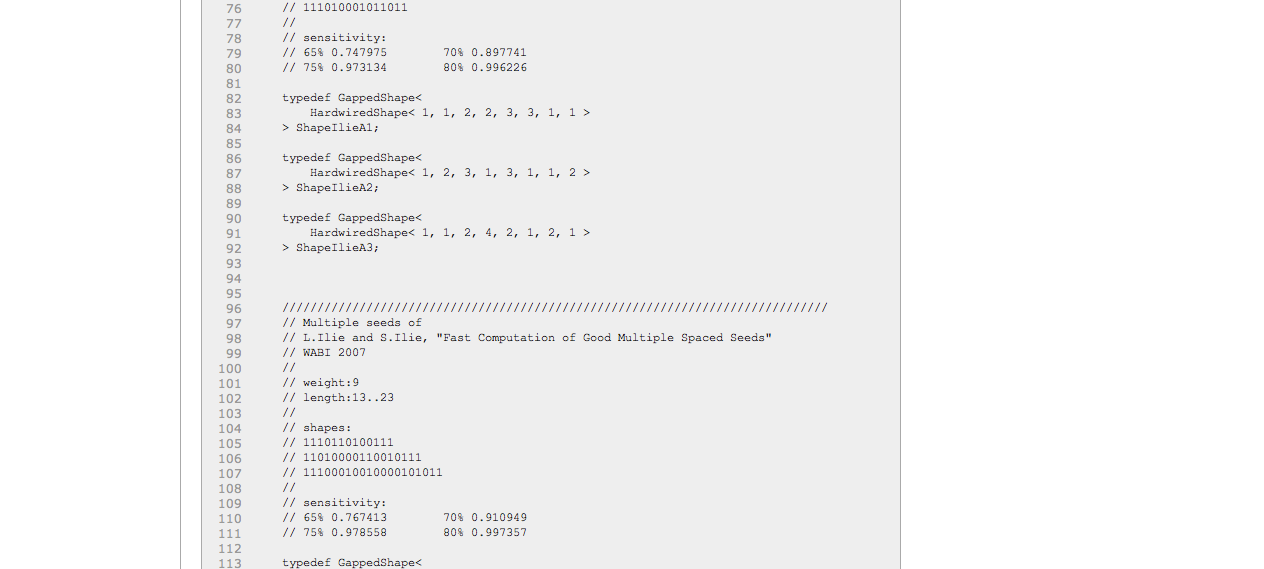 76 // 111010001011011
77 //
78 // sensitivity:
79 // 65% 0.747975 70% 0.897741
80 // 75% 0.973134 80% 0.996226
81
82 typedef GappedShape<
83 HardwiredShape< 1, 1, 2, 2, 3, 3, 1, 1 >
84 > ShapeIlieA1;
85
86 typedef GappedShape<
87 HardwiredShape< 1, 2, 3, 1, 3, 1, 1, 2 >
88 > ShapeIlieA2;
89
90 typedef GappedShape<
91 HardwiredShape< 1, 1, 2, 4, 2, 1, 2, 1 >
92 > ShapeIlieA3;
93
94
95
96 //////////////////////////////////////////////////////////////////////////////
97 // Multiple seeds of
98 // L.Ilie and S.Ilie, "Fast Computation of Good Multiple Spaced Seeds"
99 // WABI 2007
100 //
101 // weight:9
102 // length:13..23
103 //
104 // shapes:
105 // 1110110100111
106 // 11010000110010111
107 // 11100010010000101011
108 //
109 // sensitivity:
110 // 65% 0.767413 70% 0.910949
111 // 75% 0.978558 80% 0.997357
112
113 typedef GappedShape<